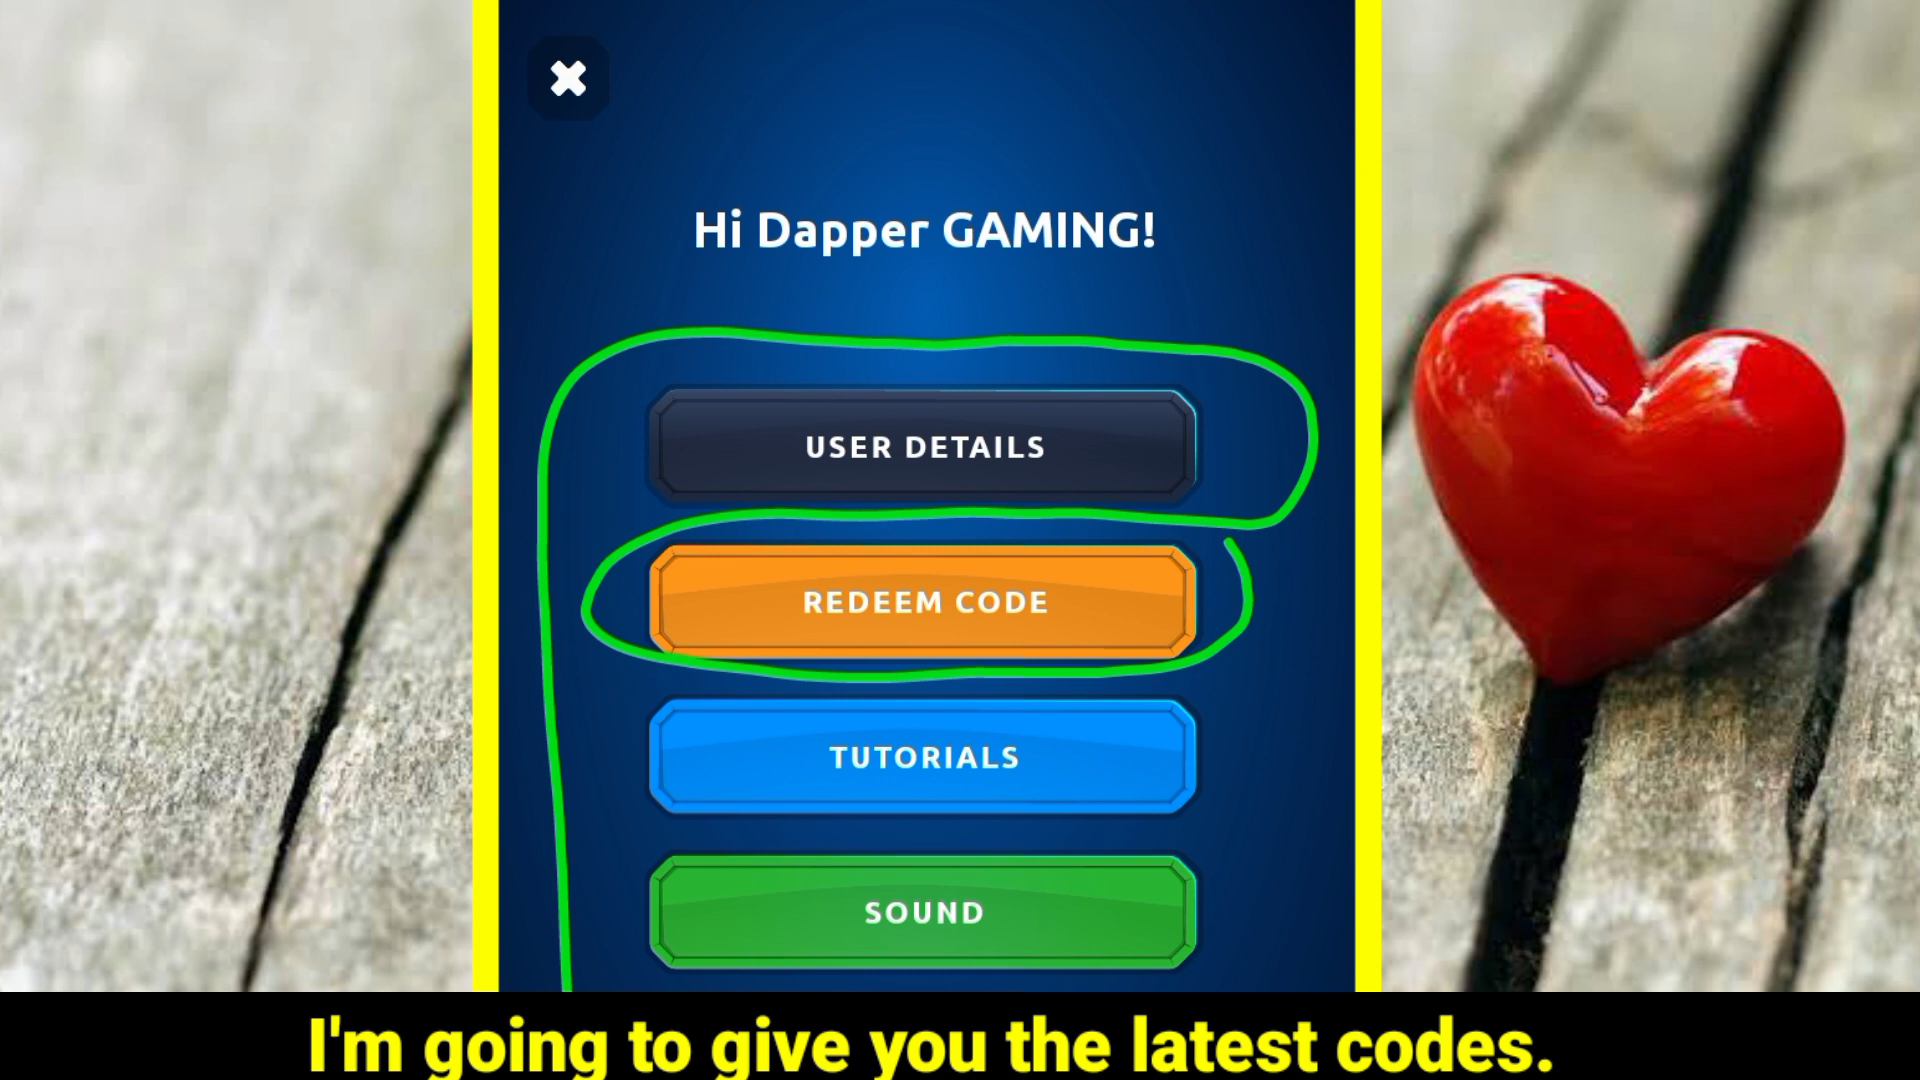 Hi Dapper GAMING!
USER DETAILS
REDEEM CODE
TUTORIALS
SOUND
I'm going to give you the latest codes.